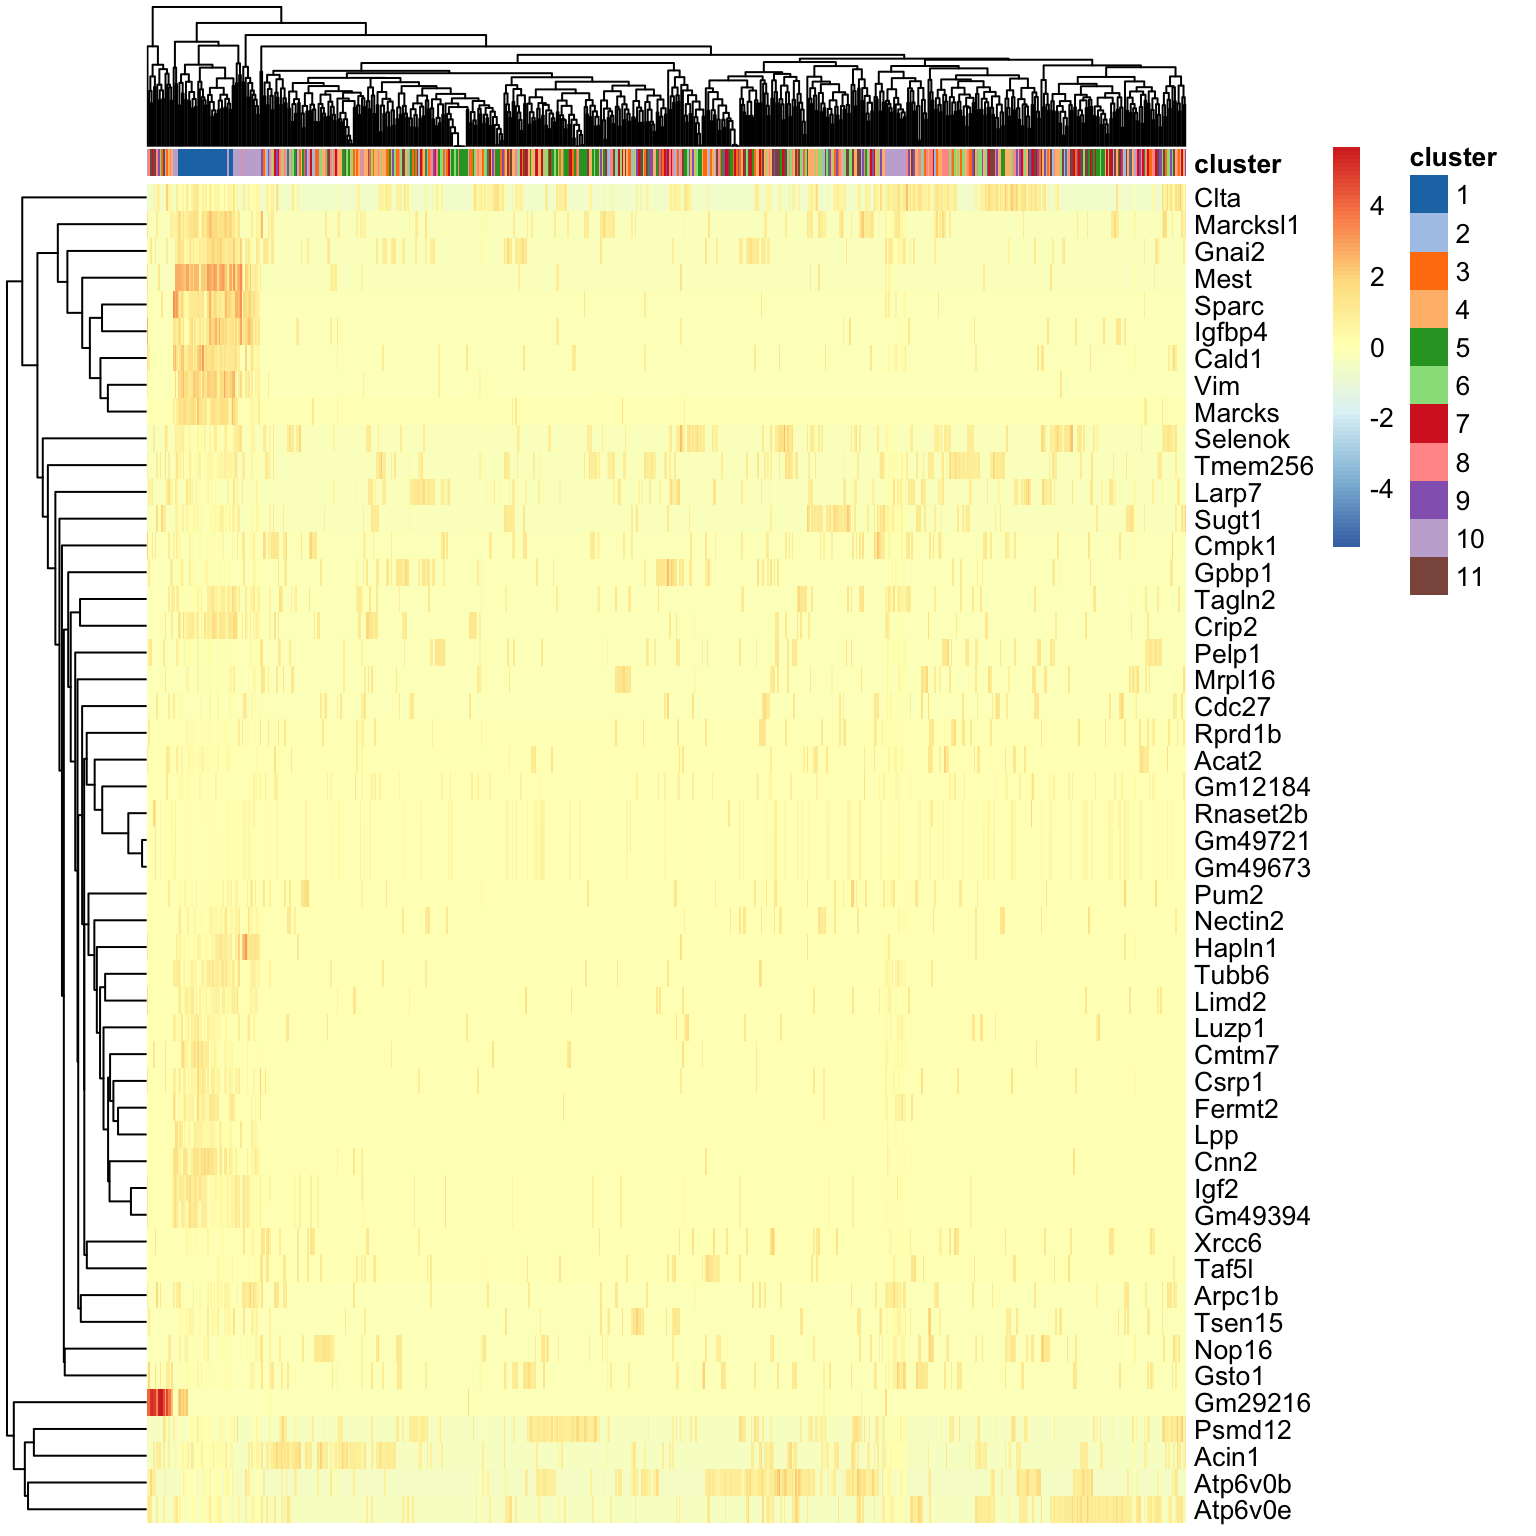 cluster
Clta
Marcksl1
Gnai2
Mest
Sparc
Igfbp4
Cald1
Vim
Marcks
Selenok
Tmem256
Larp7
Sugt1
Cmpk1
Gpbp1
Tagln2
Crip2
Pelp1
Mrpl16
Cdc27
Rprd1b
Acat2
Gm12184
Rnaset2b
Gm49721
Gm49673
Pum2
Nectin2
Hapln1
Tubb6
Limd2
Luzp1
Cmtm7
Csrp1
Fermt2
Lpp
Cnn2
Igf2
Gm49394
Xrcc6
Taf5l
Arpc1b
Tsen15
Nop16
Gsto1
Gm29216
Psmd12
Acin1
Atp6v0b
Atp6v0e
4
2
0
-2
-4
cluster
1
2
3
4
5
6
7
8
9
10
11